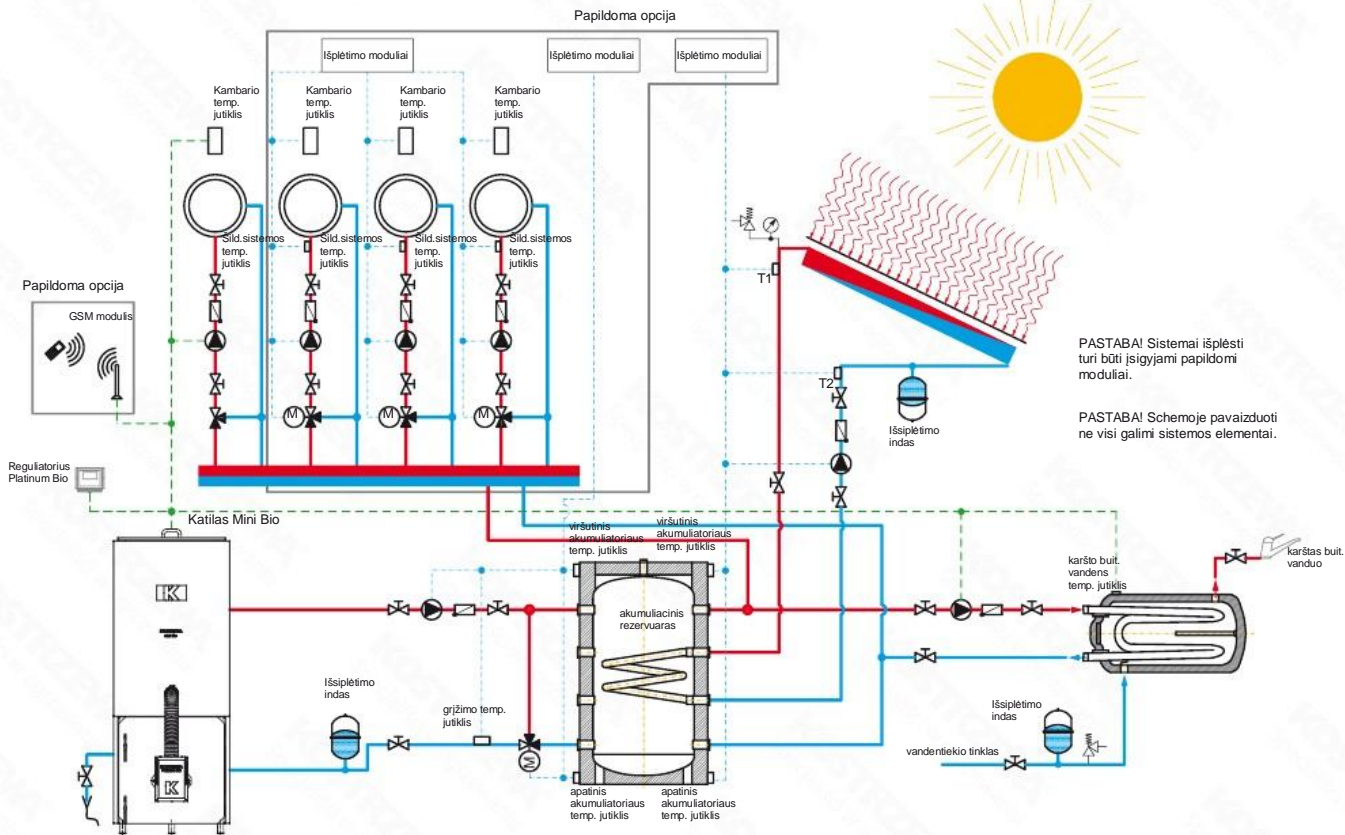 Papildoma opcija
Išplėtimo moduliai
Išplėtimo moduliai
Išplėtimo moduliai
Kambario
temp.
jutiklis
Kambario
temp.
jutiklis
Kambario
temp.
jutiklis
Kambario
temp.
jutiklis
Šild.sistemos
temp.
jutiklis
Šild.sistemos
temp.
jutiklis
Šild.sistemos
temp.
jutiklis
Šild.sistemos
temp.
jutiklis
T1
Papildoma opcija
GSM modulis
PASTABA! Sistemai išplėsti
turi būti įsigyjami papildomi
moduliai.
T2
Išsiplėtimo
indas
PASTABA! Schemoje pavaizduoti
ne visi galimi sistemos elementai.
M
M
M
Reguliatorius
Platinum Bio
Katilas Mini Bio
viršutinis
akumuliatoriaus
temp. jutiklis
viršutinis
akumuliatoriaus
temp. jutiklis
karšto buit.
vandens
temp. jutiklis
karštas buit.
vanduo
K
akumuliacinis
rezervuaras
Išsiplėtimo
indas
grįžimo temp.
jutiklis
M
Išsiplėtimo
indas
vandentiekio tinklas
K
apatinis
akumuliatoriaus
temp. jutiklis
apatinis
akumuliatoriaus
temp. jutiklis
KOSTRZEWA